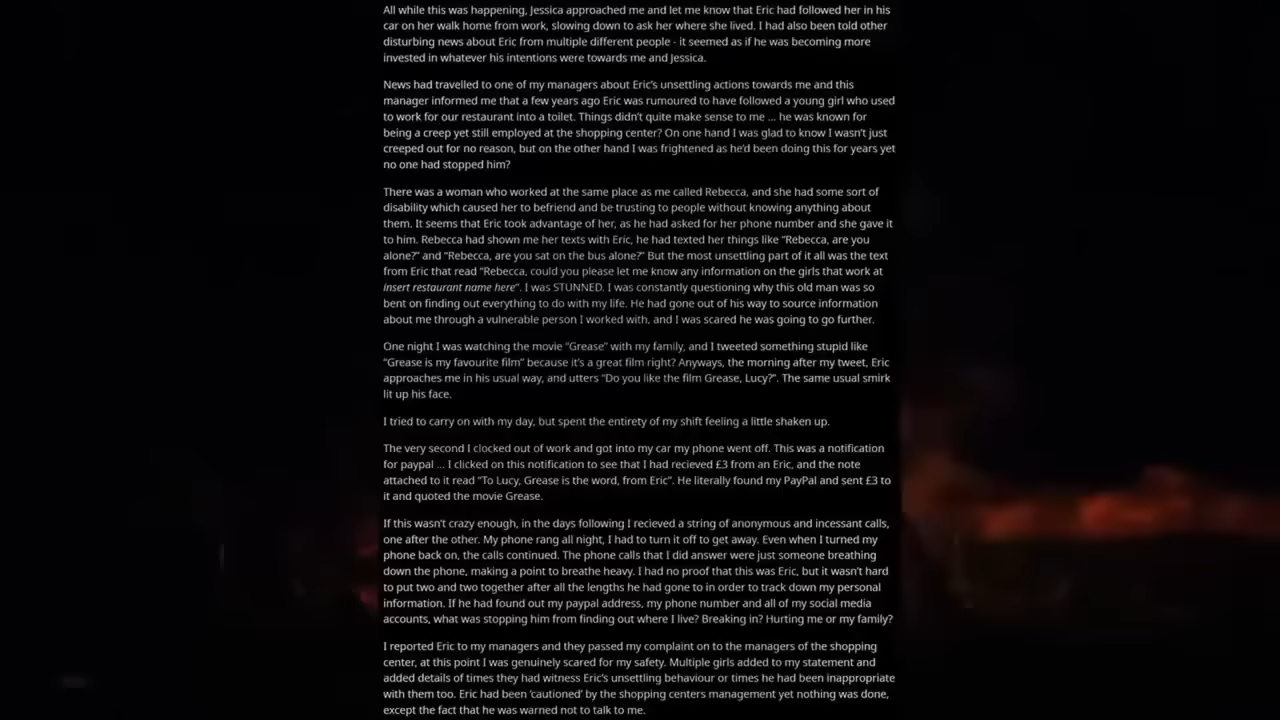 All while this was happening, Jessica approached me and let me know that Eric had followed her in his
car on her walk home from work, slowing down to ask her where she lived. I had also been told other
disturbing news about Eric from multiple different people - it seemed as if he was becoming more
invested in whatever his intentions were towards me and Jessica.
News had travelled to one of my managers about Eric's unsettling actions towards me and this
manager informed me that a few years ago Eric was rumoured to have followed a young girl who used
to work for our restaurant into a toilet. Things didn't quite make sense to me ... he was known for
being a creep yet still employed at the shopping center? On one hand I was glad to know I wasn't just
creeped out for no reason, but on the other hand I was frightened as he'd been doing this for years yet
no one had stopped him?
There was a woman who worked at the same place as me called Rebecca, and she had some sort of
disability which caused her to befriend and be trusting to people without knowing anything about
them. It seems that Eric took advantage of her, as he had asked for her phone number and she gave it
to him. Rebecca had shown me her texts with Eric, he had texted her things like "Rebecca, are you
alone?" and "Rebecca, are you sat on the bus alone?" But the most unsettling part of it all was the text
from Eric that read "Rebecca, could you please let me know any information on the girls that work at
insert restaurant name here". I was STUNNED. I was constantly questioning why this old man was so
bent on finding out everything to do with my life. He had gone out of his way to source information
about me through a vulnerable person I worked with, and I was scared he was going to go further.
One night I was watching the movie "Grease" with my family, and I tweeted something stupid like
"Grease is my favourite film" because it's a great film right? Anyways, the morning after my tweet, Eric
approaches me in his usual way, and utters "Do you like the film Grease, Lucy?". The same usual smirk
lit up his face.
I tried to carry on with my day, but spent the entirety of my shift feeling a little shaken up.
The very second I clocked out of work and got into my car my phone went off. This was a notification
for paypal ... I clicked on this notification to see that I had recieved £3 from an Eric, and the note
attached to it read "To Lucy, Grease is the word, from Eric". He literally found my PayPal and sent £3 to
it and quoted the movie Grease.
If this wasn't crazy enough, in the days following I recieved a string of anonymous and incessant calls,
one after the other. My phone rang all night, I had to turn it off to get away. Even when I turned my
phone back on, the calls continued. The phone calls that I did answer were just someone breathing
down the phone, making a point to breathe heavy. I had no proof that this was Eric, but it wasn't hard
to put two and two together after all the lengths he had gone to in order to track down my personal
information. If he had found out my paypal address, my phone number and all of my social media
accounts, what was stopping him from finding out where I live? Breaking in? Hurting me or my family?
I reported Eric to my managers and they passed my complaint on to the managers of the shopping
center, at this point I was genuinely scared for my safety. Multiple girls added to my statement and
added details of times they had witness Eric's unsettling behaviour or times he had been inappropriate
with them too. Eric had been 'cautioned' by the shopping centers management yet nothing was done,
except the fact that he was warned not to talk to me.